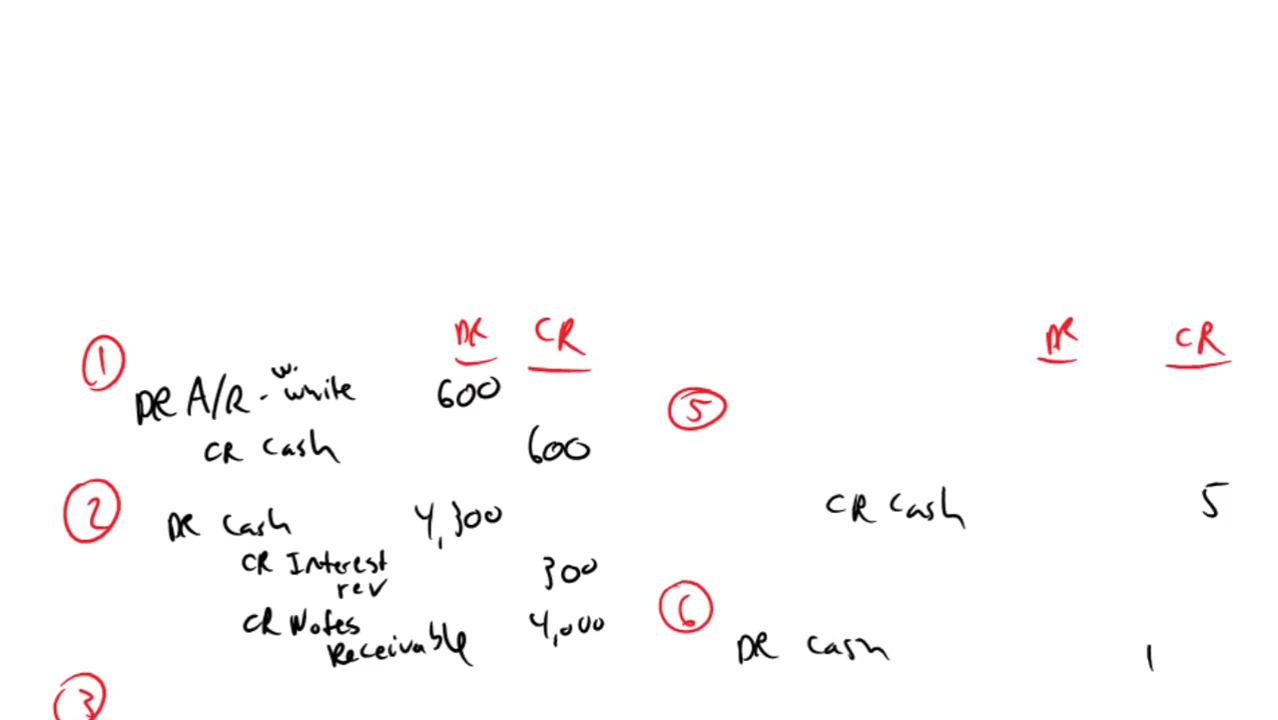 DR CR
① DR A/R - W. White 600
CR Cash 600
② DR Cash 4,300
CR Interest 300
rev
CR Notes 4,000
Receivable
③
DR CR
⑤
CR Cash 5
⑥
DR Cash 1